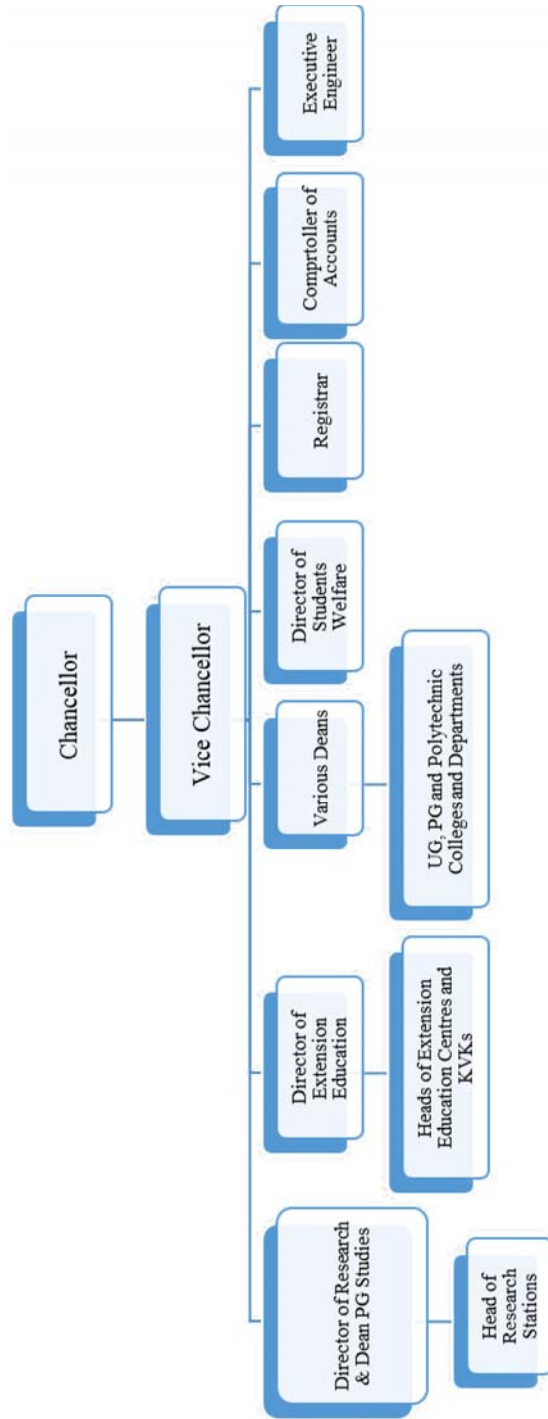 Chancellor
Vice Chancellor
Director of Research
& Dean PG Studies
Director of
Extension
Education
Various Deans
Director of
Students
Welfare
Registrar
Comprtoller of
Accounts
Executive
Engineer
Head of
Research
Stations
Heads of Extension
Education Centres and
KVKs
UG, PG and Polytechnic
Colleges and Departments